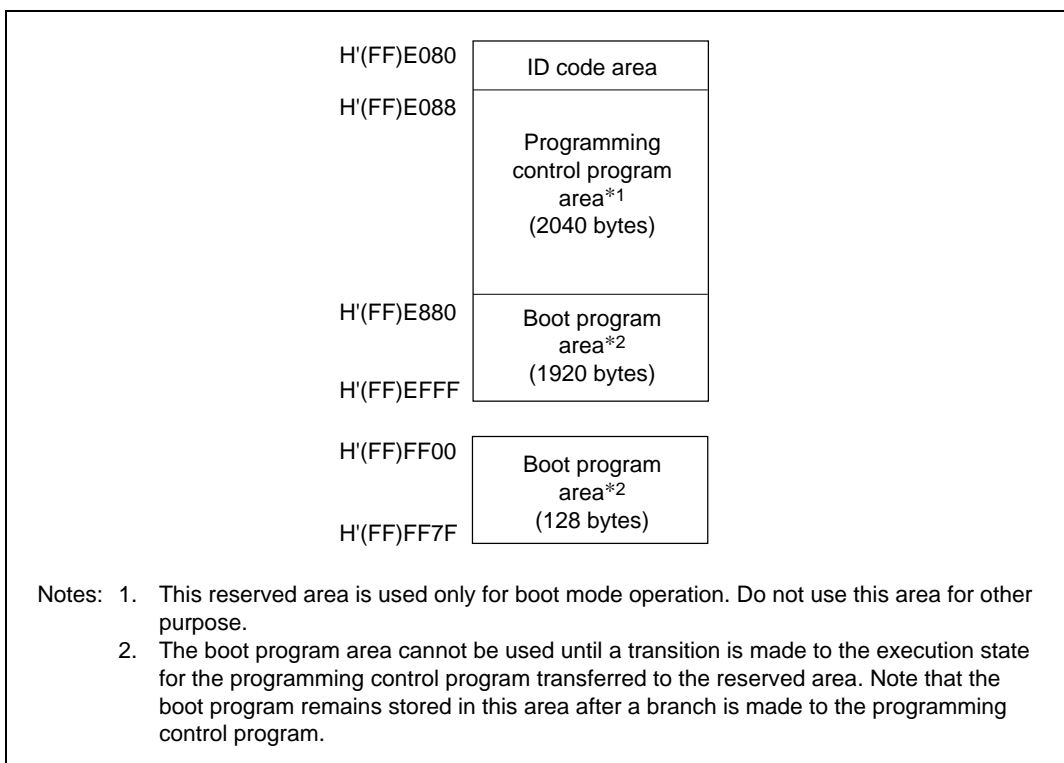 H'(FF)E080
ID code area
H'(FF)E088
Programming
control program
area*1
(2040 bytes)
H'(FF)E880
Boot program
area*2
(1920 bytes)
H'(FF)EFFF
H'(FF)FF00
Boot program
area*2
(128 bytes)
H'(FF)FF7F
Notes: 1. This reserved area is used only for boot mode operation. Do not use this area for other
purpose.
2. The boot program area cannot be used until a transition is made to the execution state
for the programming control program transferred to the reserved area. Note that the
boot program remains stored in this area after a branch is made to the programming
control program.